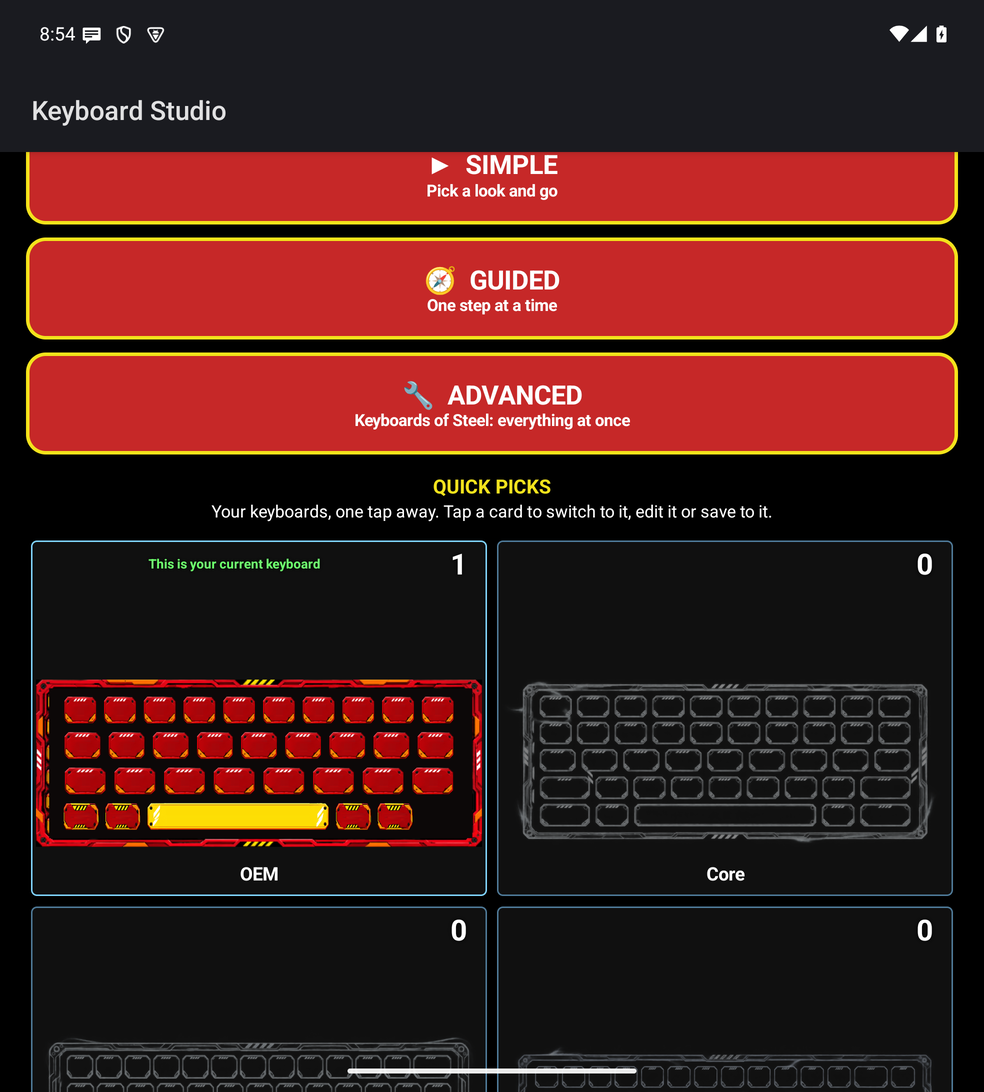 8:54
Keyboard Studio
▶ SIMPLE
Pick a look and go
🧭 GUIDED
One step at a time
🔧 ADVANCED
Keyboards of Steel: everything at once
QUICK PICKS
Your keyboards, one tap away. Tap a card to switch to it, edit it or save to it.
This is your current keyboard
1
0
OEM
Core
0
0